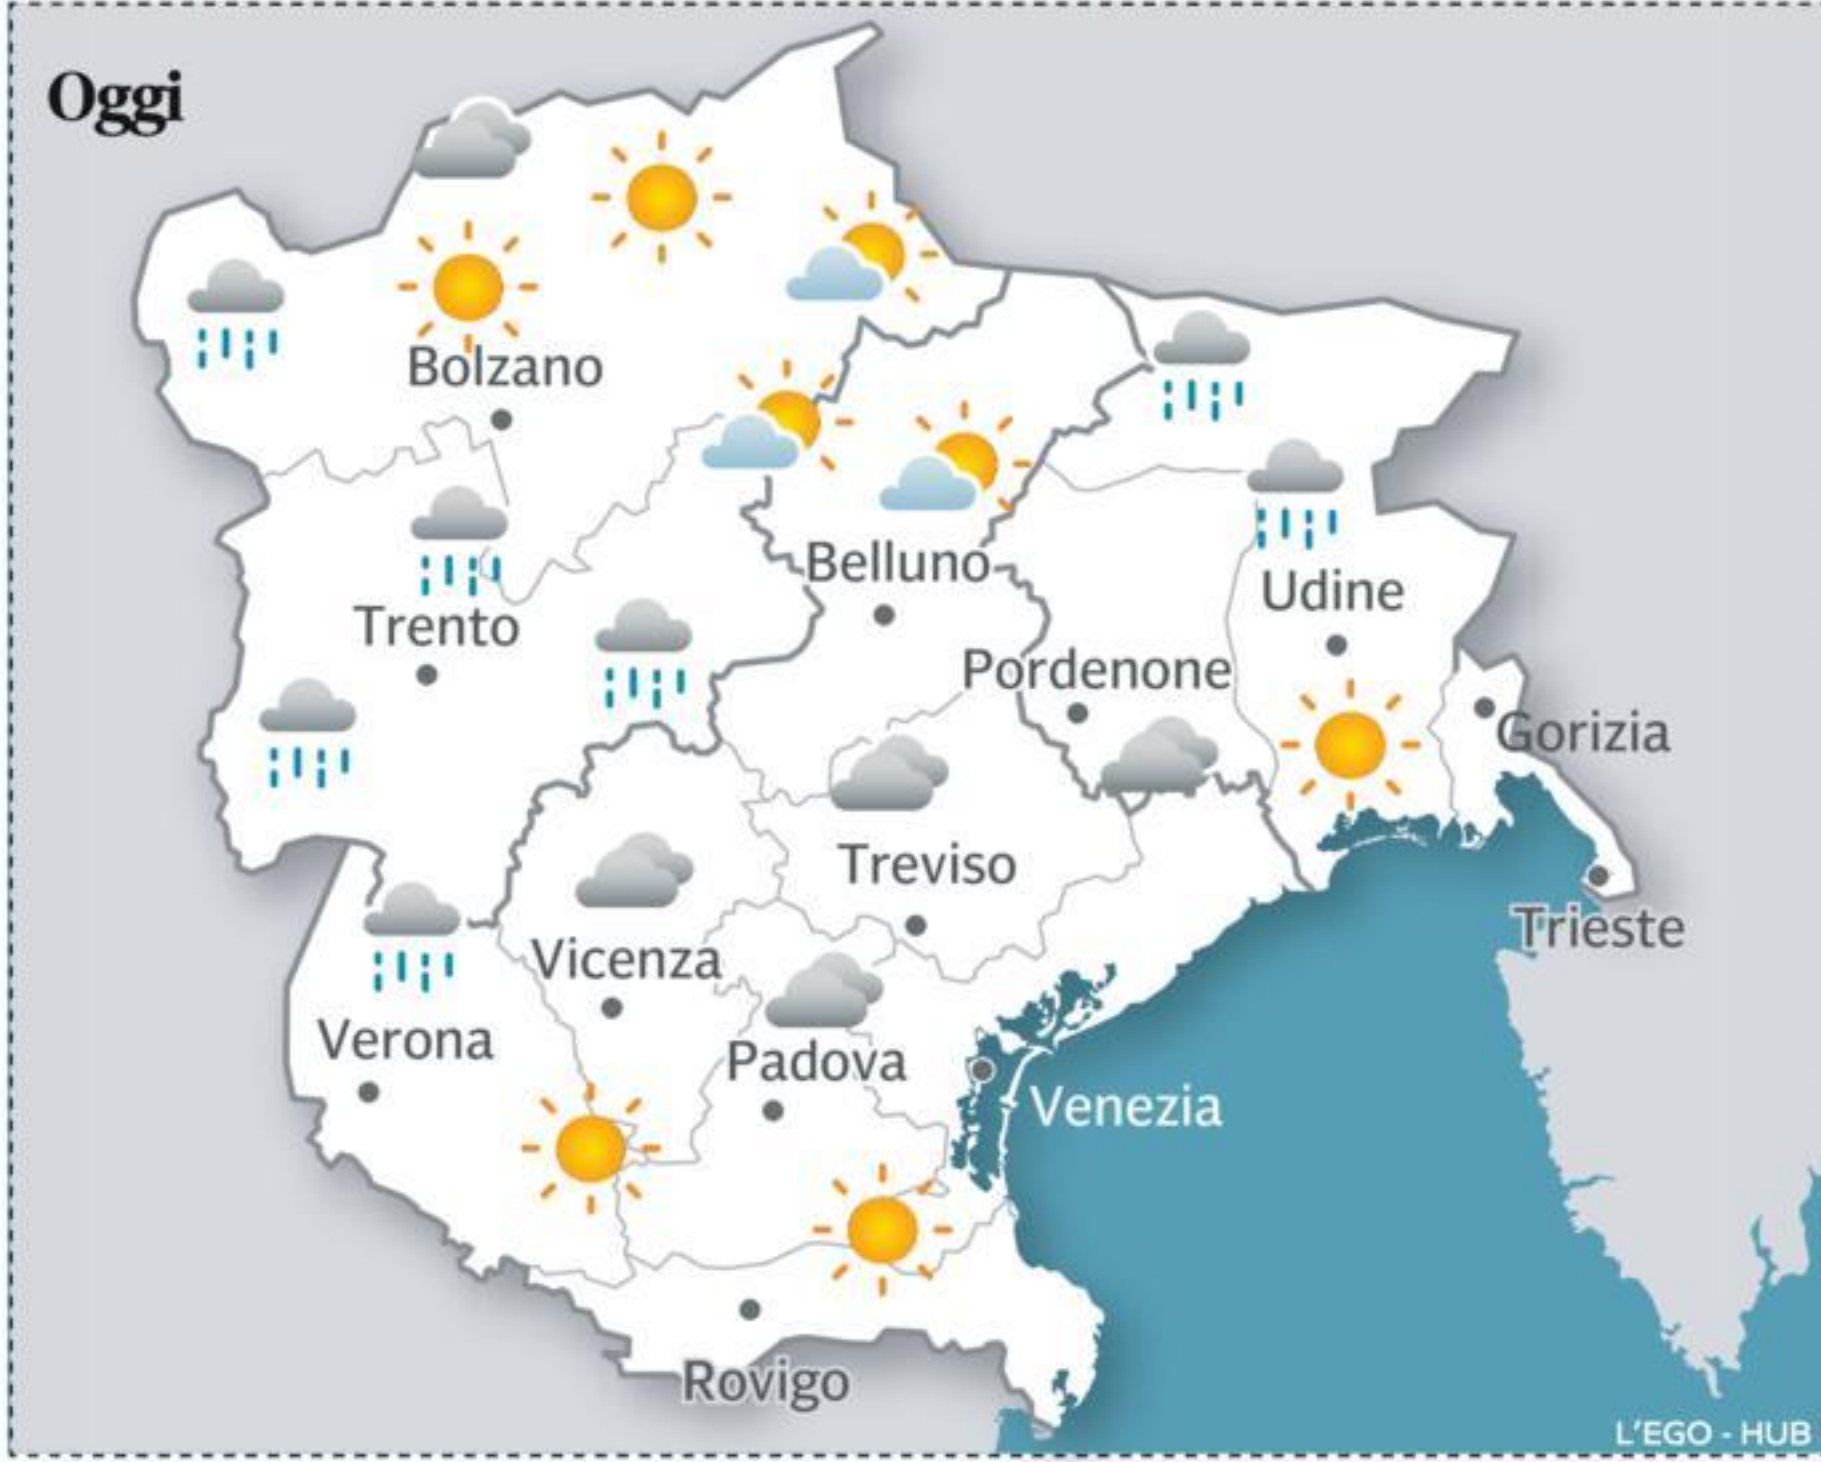 Oggi
Bolzano
Belluno
Udine
Trento
Pordenone
Gorizia
Treviso
Trieste
Vicenza
Verona
Padova
Venezia
Rovigo
L'EGO - HUB